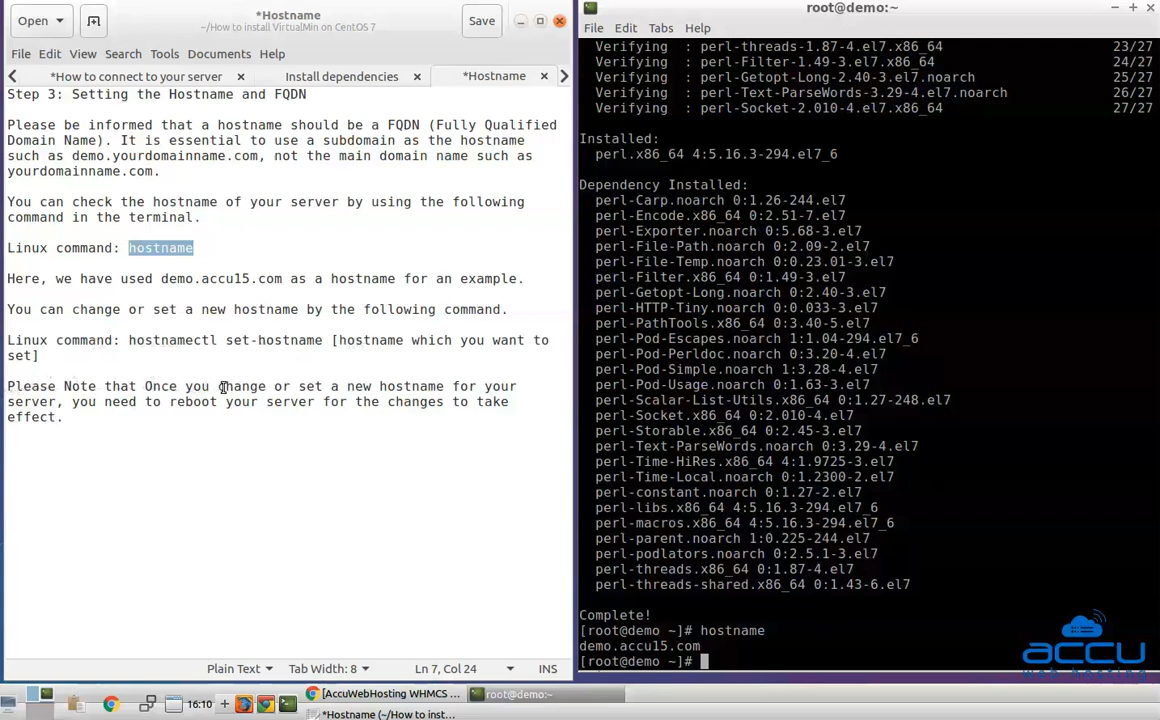 Open
*Hostname
~/How to install VirtualMin on CentOS 7
Save
File Edit View Search Tools Documents Help
*How to connect to your server
Install dependencies
*Hostname
Step 3: Setting the Hostname and FQDN
Please be informed that a hostname should be a FQDN (Fully Qualified
Domain Name). It is essential to use a subdomain as the hostname
such as demo.yourdomainname.com, not the main domain name such as
yourdomainname.com.
You can check the hostname of your server by using the following
command in the terminal.
Linux command: hostname
Here, we have used demo.accu15.com as a hostname for an example.
You can change or set a new hostname by the following command.
Linux command: hostnamectl set-hostname [hostname which you want to
set]
Please Note that Once you change or set a new hostname for your
server, you need to reboot your server for the changes to take
effect.
Plain Text
Tab Width: 8
Ln 7, Col 24
INS
root@demo:~
File Edit Tabs Help
Verifying : perl-threads-1.87-4.el7.x86_64 23/27
Verifying : perl-Filter-1.49-3.el7.x86_64 24/27
Verifying : perl-Getopt-Long-2.40-3.el7.noarch 25/27
Verifying : perl-Text-ParseWords-3.29-4.el7.noarch 26/27
Verifying : perl-Socket-2.010-4.el7.x86_64 27/27
Installed:
perl.x86_64 4:5.16.3-294.el7_6
Dependency Installed:
perl-Carp.noarch 0:1.26-244.el7
perl-Encode.x86_64 0:2.51-7.el7
perl-Exporter.noarch 0:5.68-3.el7
perl-File-Path.noarch 0:2.09-2.el7
perl-File-Temp.noarch 0:0.23.01-3.el7
perl-Filter.x86_64 0:1.49-3.el7
perl-Getopt-Long.noarch 0:2.40-3.el7
perl-HTTP-Tiny.noarch 0:0.033-3.el7
perl-PathTools.x86_64 0:3.40-5.el7
perl-Pod-Escapes.noarch 1:1.04-294.el7_6
perl-Pod-Perldoc.noarch 0:3.20-4.el7
perl-Pod-Simple.noarch 1:3.28-4.el7
perl-Pod-Usage.noarch 0:1.63-3.el7
perl-Scalar-List-Utils.x86_64 0:1.27-248.el7
perl-Socket.x86_64 0:2.010-4.el7
perl-Storable.x86_64 0:2.45-3.el7
perl-Text-ParseWords.noarch 0:3.29-4.el7
perl-Time-HiRes.x86_64 4:1.9725-3.el7
perl-Time-Local.noarch 0:1.2300-2.el7
perl-constant.noarch 0:1.27-2.el7
perl-libs.x86_64 4:5.16.3-294.el7_6
perl-macros.x86_64 4:5.16.3-294.el7_6
perl-parent.noarch 1:0.225-244.el7
perl-podlators.noarch 0:2.5.1-3.el7
perl-threads.x86_64 0:1.87-4.el7
perl-threads-shared.x86_64 0:1.43-6.el7
Complete!
[root@demo ~]# hostname
demo.accu15.com
[root@demo ~]#
accu
web hosting
16:10
[AccuWebHosting WHMCS ...
root@demo:~
*Hostname (~/How to inst...